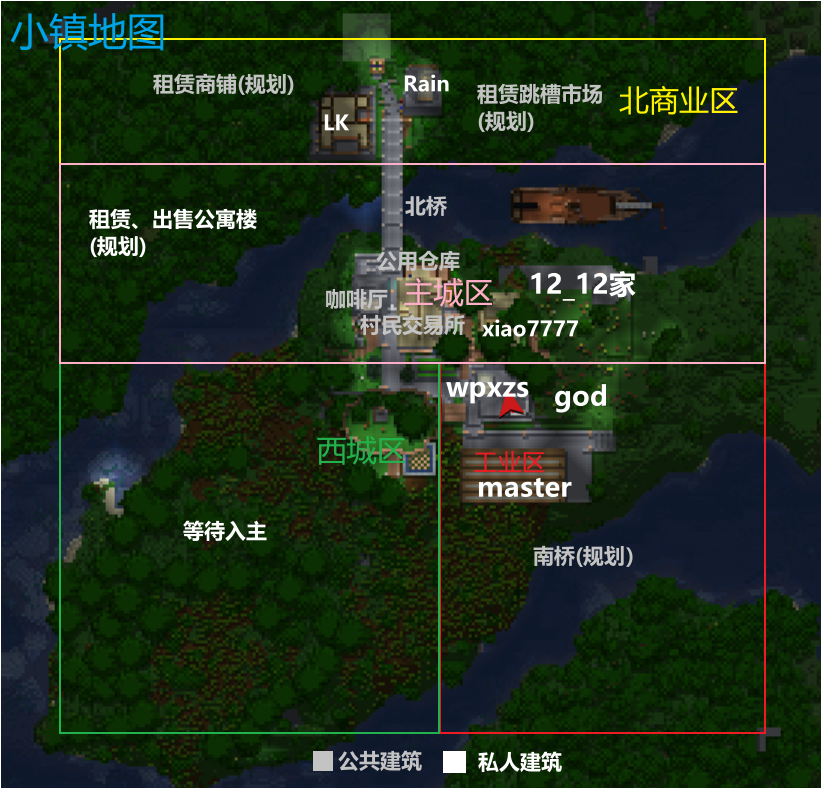 小镇地图
租赁商铺(规划)
Rain
租赁跳槽市场
(规划)
北商业区
LK
租赁、出售公寓楼
(规划)
北桥
公用仓库
主城区
12_12家
咖啡厅
村民交易所
xiao7777
wpxzs
god
西城区
工业区
master
等待入主
南桥(规划)
公共建筑
私人建筑